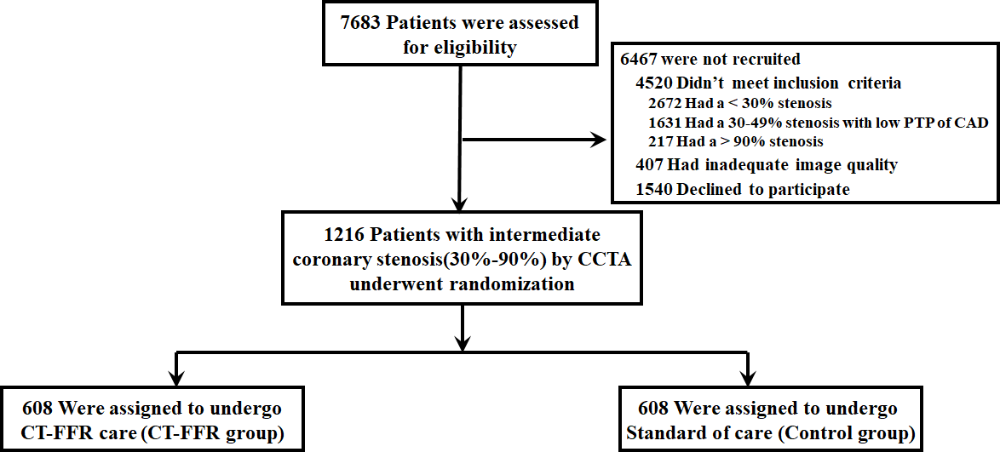 7683 Patients were assessed
for eligibility
6467 were not recruited
4520 Didn't meet inclusion criteria
2672 Had a < 30% stenosis
1631 Had a 30-49% stenosis with low PTP of CAD
217 Had a > 90% stenosis
407 Had inadequate image quality
1540 Declined to participate
1216 Patients with intermediate
coronary stenosis(30%-90%) by CCTA
underwent randomization
608 Were assigned to undergo
CT-FFR care (CT-FFR group)
608 Were assigned to undergo
Standard of care (Control group)